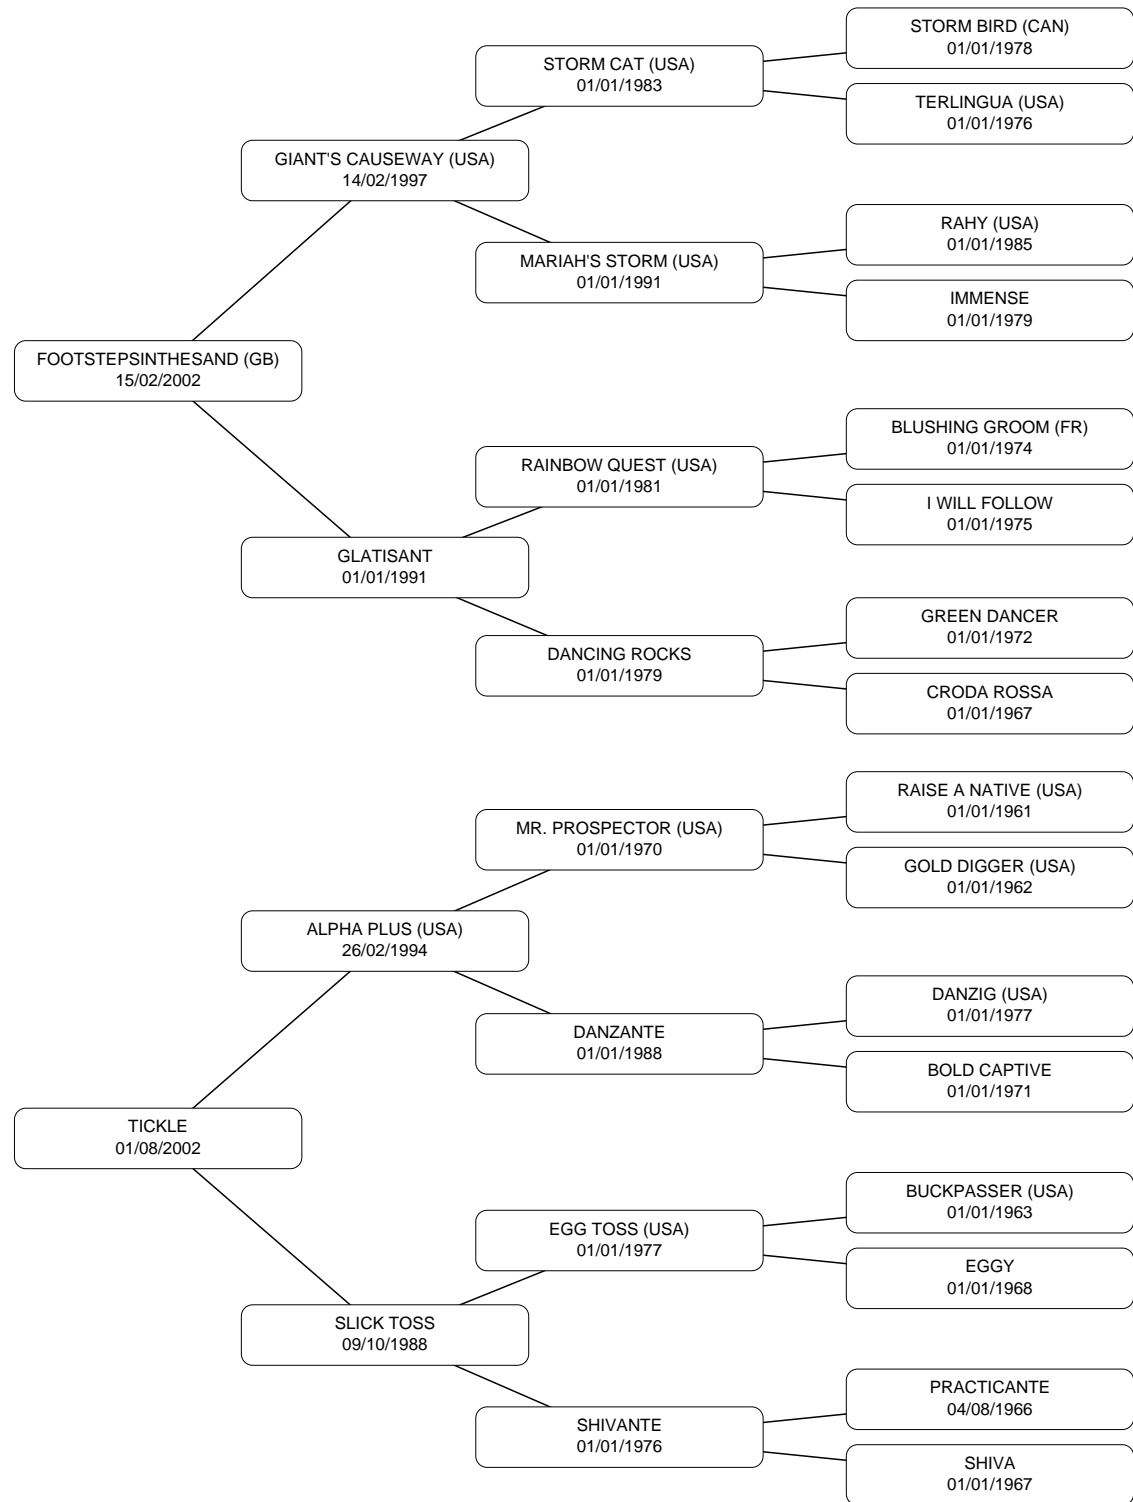 STORM BIRD (CAN)
01/01/1978
STORM CAT (USA)
01/01/1983
TERLINGUA (USA)
01/01/1976
GIANT'S CAUSEWAY (USA)
14/02/1997
RAHY (USA)
01/01/1985
MARIAH'S STORM (USA)
01/01/1991
IMMENSE
01/01/1979
FOOTSTEPSINTHESAND (GB)
15/02/2002
BLUSHING GROOM (FR)
01/01/1974
RAINBOW QUEST (USA)
01/01/1981
I WILL FOLLOW
01/01/1975
GLATISANT
01/01/1991
GREEN DANCER
01/01/1972
DANCING ROCKS
01/01/1979
CRODA ROSSA
01/01/1967
RAISE A NATIVE (USA)
01/01/1961
MR. PROSPECTOR (USA)
01/01/1970
GOLD DIGGER (USA)
01/01/1962
ALPHA PLUS (USA)
26/02/1994
DANZIG (USA)
01/01/1977
DANZANTE
01/01/1988
BOLD CAPTIVE
01/01/1971
TICKLE
01/08/2002
BUCKPASSER (USA)
01/01/1963
EGG TOSS (USA)
01/01/1977
EGGY
01/01/1968
SLICK TOSS
09/10/1988
PRACTICANTE
04/08/1966
SHIVANTE
01/01/1976
SHIVA
01/01/1967